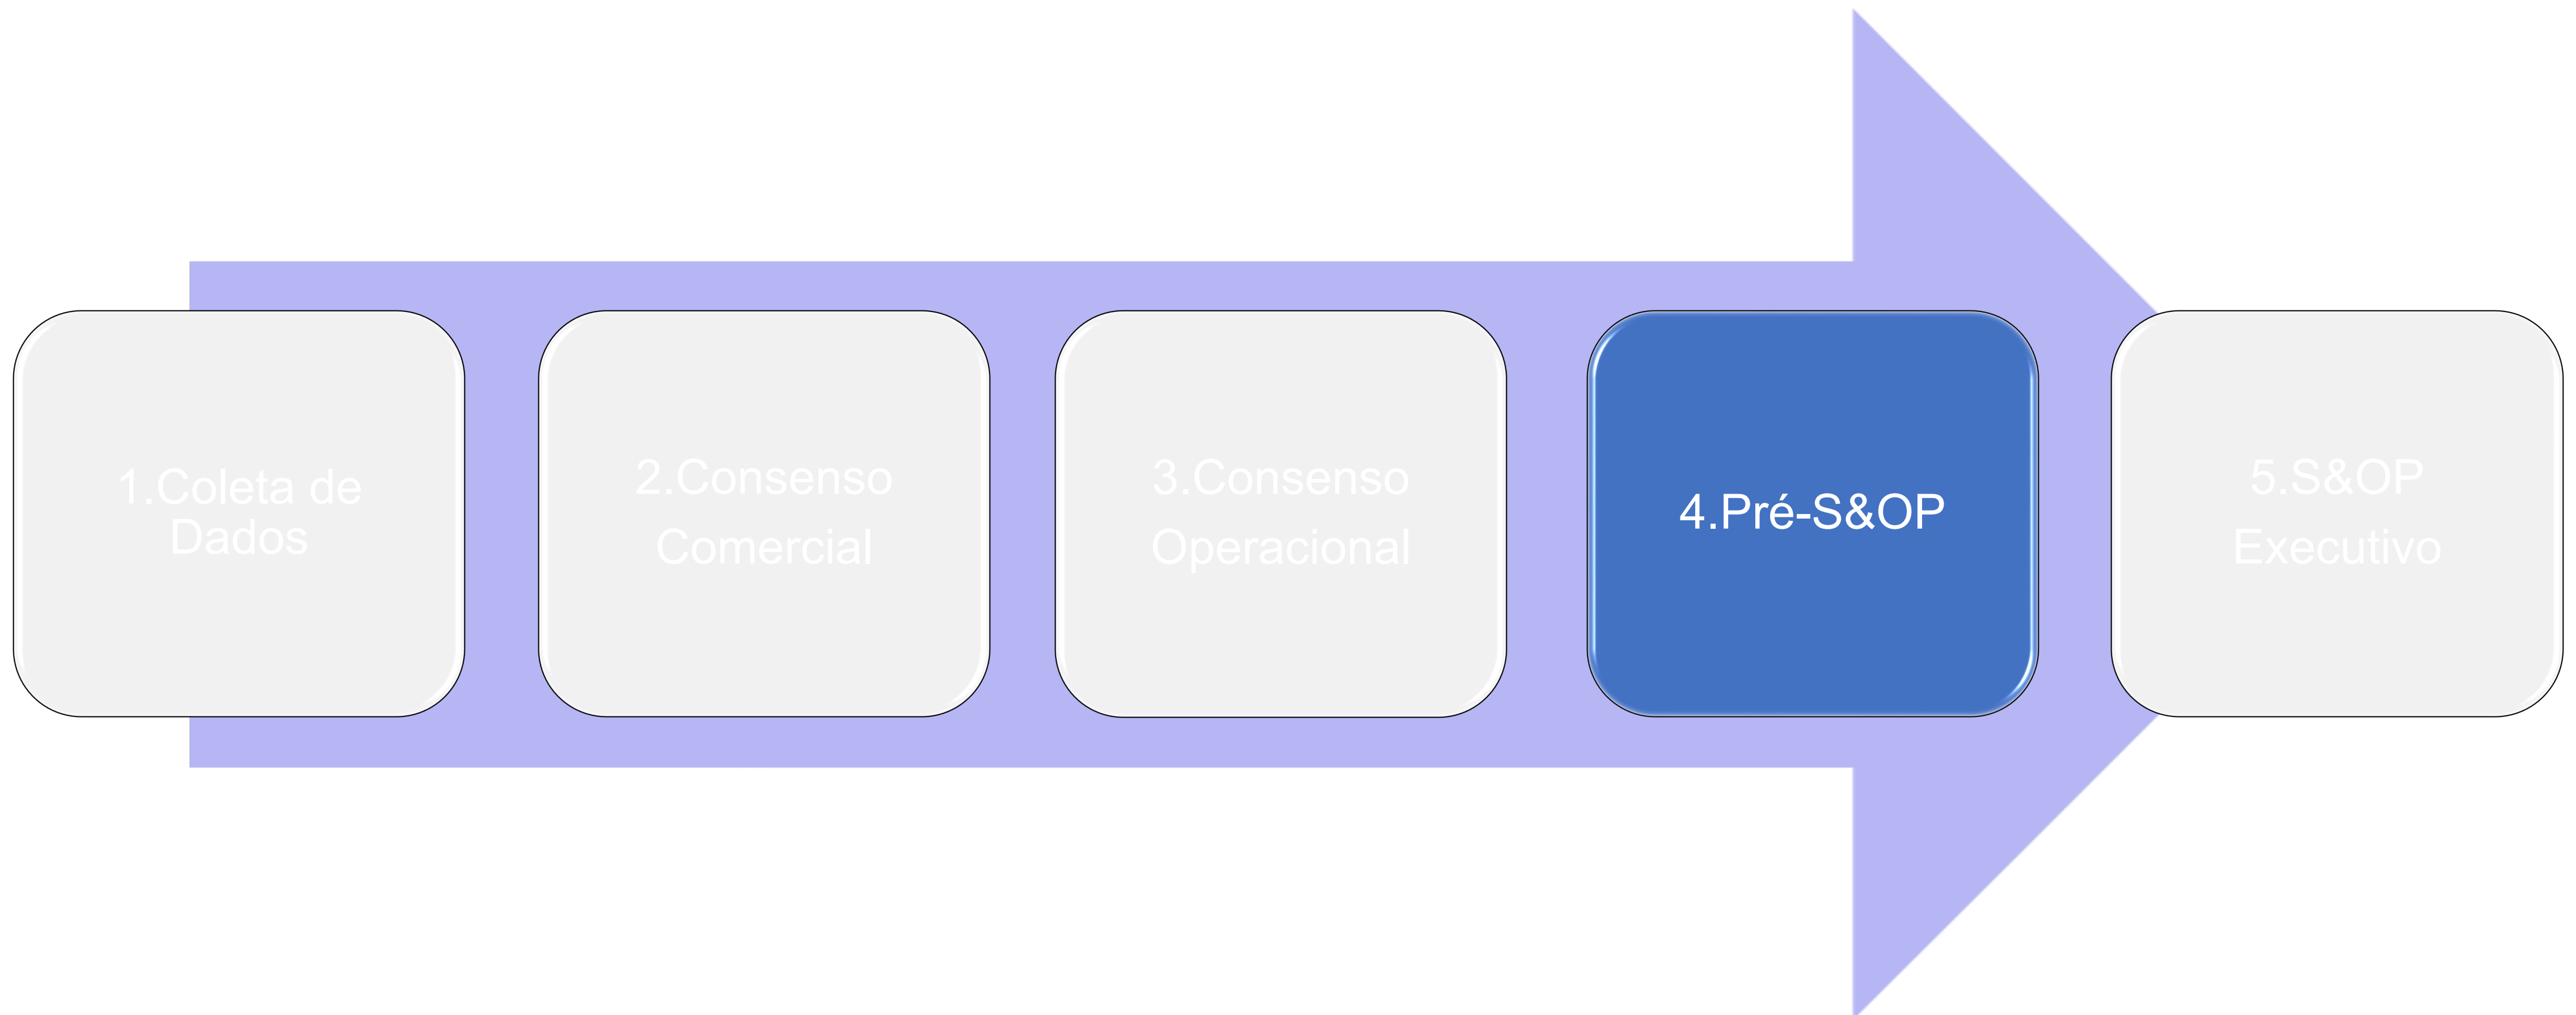 1.Coleta de
Dados
2.Consenso
Comercial
3.Consenso
Operacional
4.Pré-S&OP
5.S&OP
Executivo